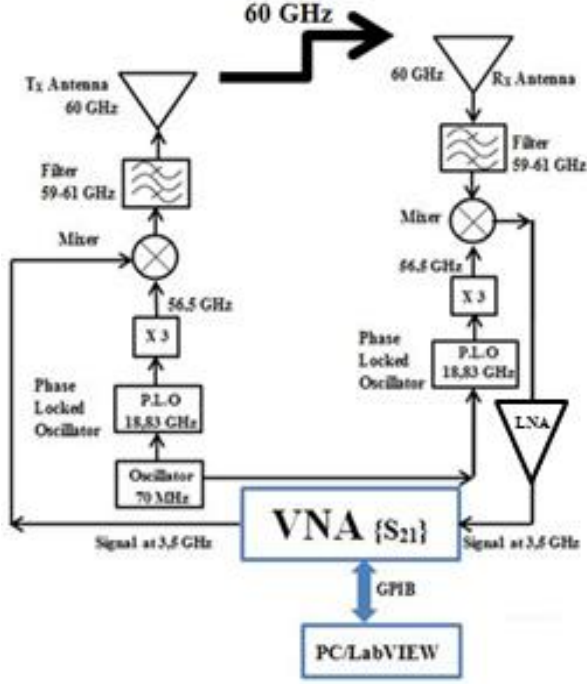 60 GHz
Tx Antenna
60 GHz
60 GHz
Rx Antenna
Filter
59-61 GHz
Filter
59-61 GHz
Mixer
Mixer
56,5 GHz
56,5 GHz
X 3
X 3
Phase
Locked
Oscillator
P.L.O
18,83 GHz
Phase
Locked
Oscillator
P.L.O
18,83 GHz
LNA
Oscillator
70 MHz
VNA {S21}
Signal at 3,5 GHz
Signal at 3,5 GHz
GPIB
PC/LabVIEW